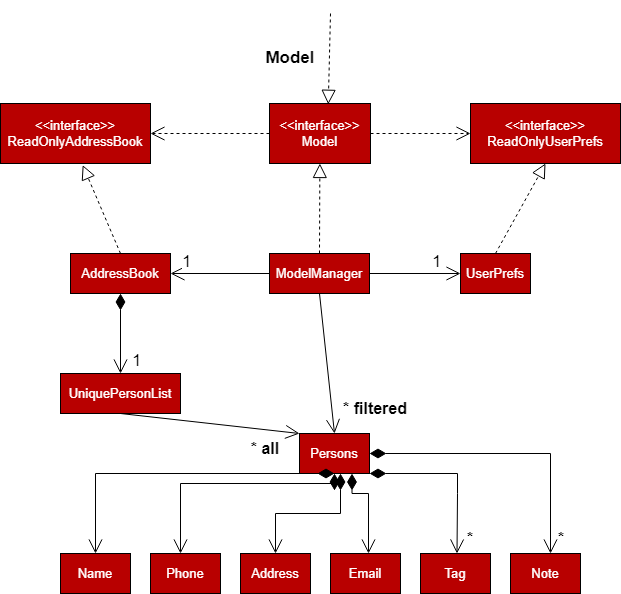 Model
<<interface>>
ReadOnlyAddressBook
<<interface>>
Model
<<interface>>
ReadOnlyUserPrefs
1
1
AddressBook
ModelManager
UserPrefs
1
UniquePersonList
* filtered
* all
Persons
*
*
Name
Phone
Address
Email
Tag
Note